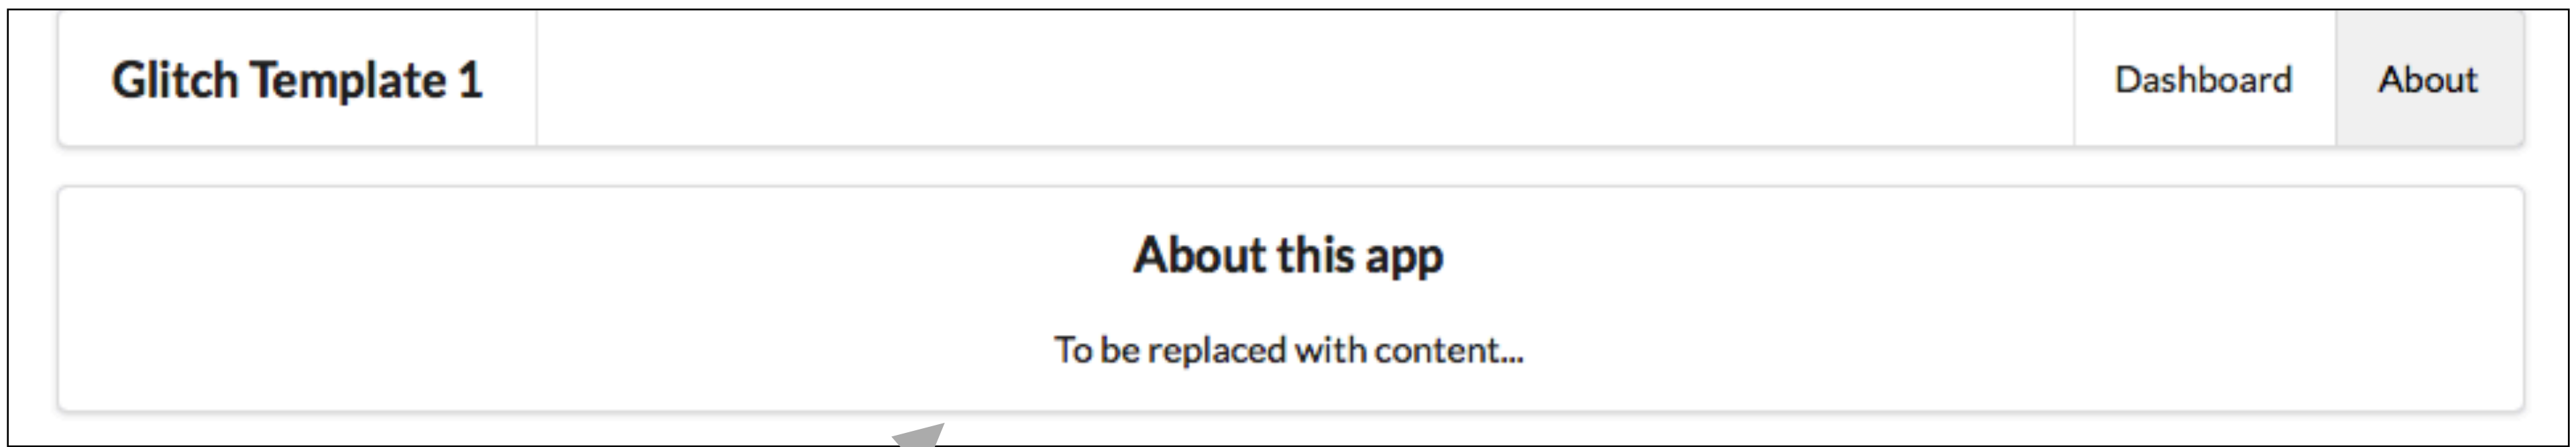 Glitch Template 1
Dashboard
About
About this app
To be replaced with content...